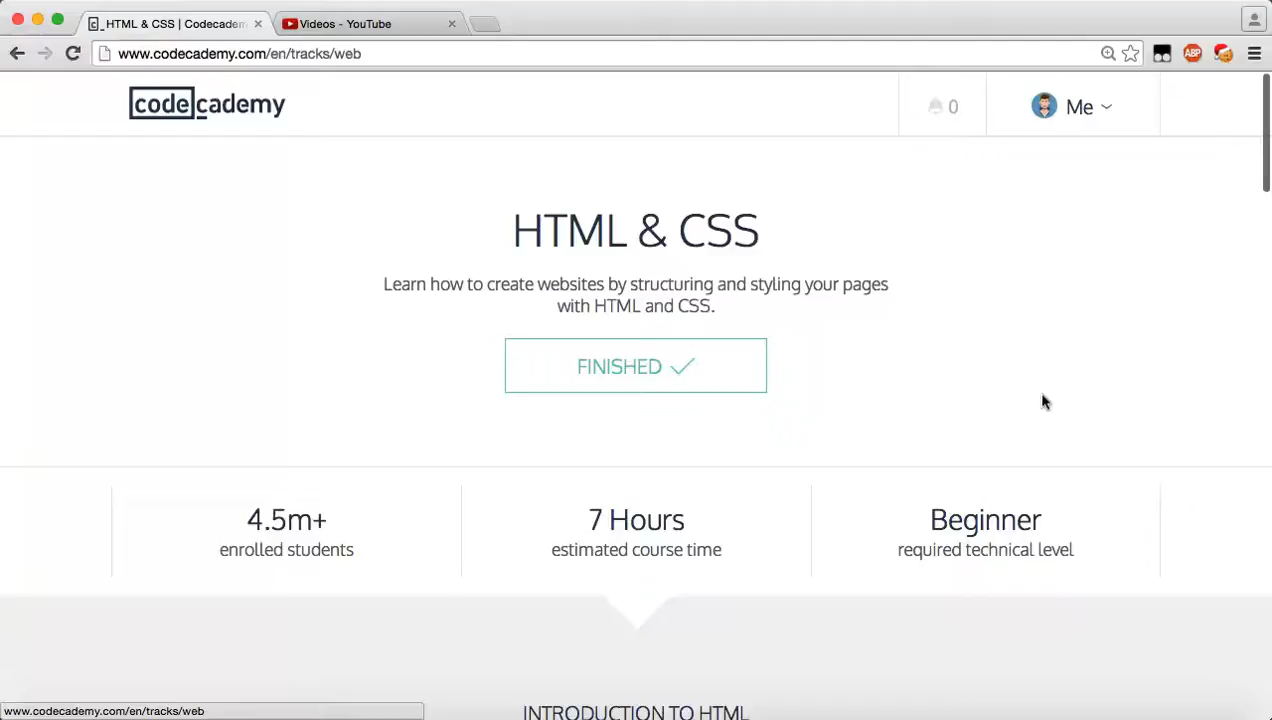 HTML & CSS | Codecadem
Videos - YouTube
www.codecademy.com/en/tracks/web
ABP
codecademy
0
Me
HTML & CSS
Learn how to create websites by structuring and styling your pages
with HTML and CSS.
FINISHED
4.5m+
7 Hours
Beginner
enrolled students
estimated course time
required technical level
INTRODUCTION TO HTML
www.codecademy.com/en/tracks/web